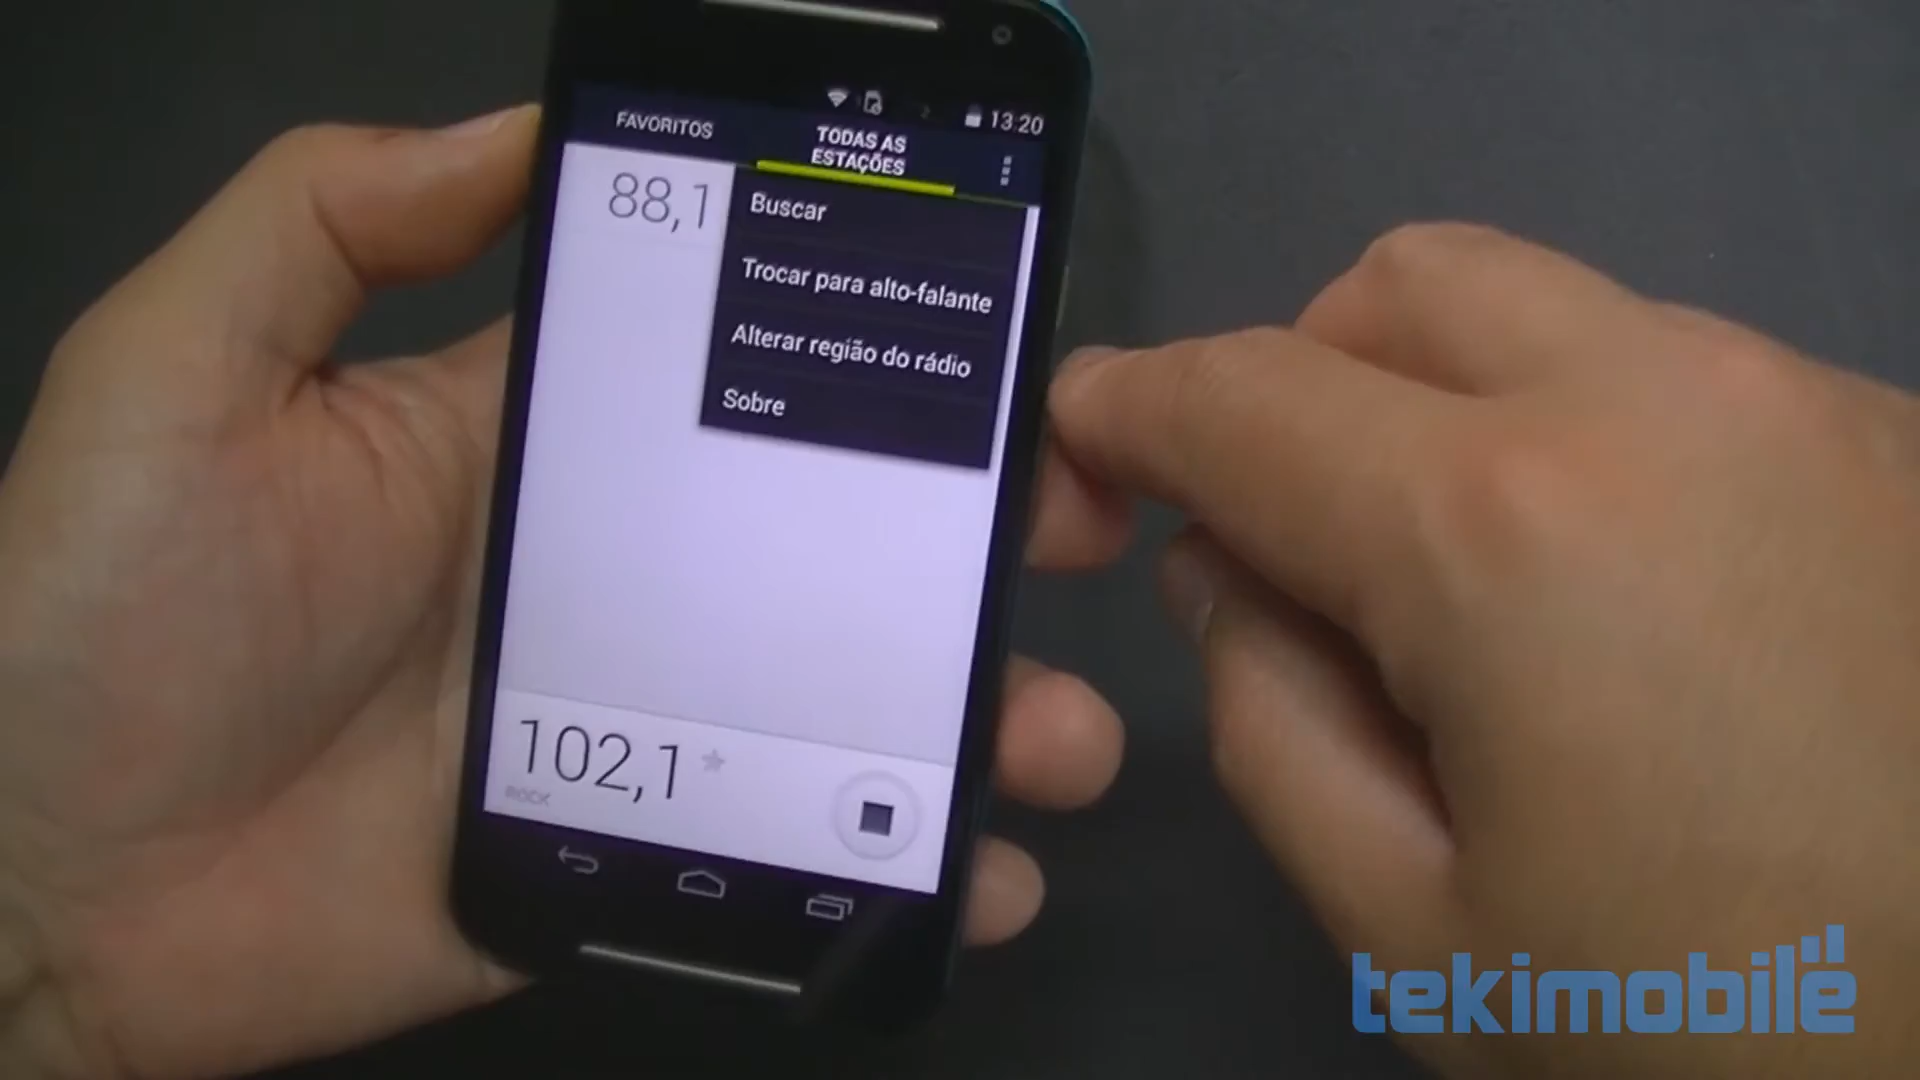 13:20
FAVORITOS
TODAS AS
ESTAÇÕES
88,1
Buscar
Trocar para alto-falante
Alterar região do rádio
Sobre
102,1
ROCK
tekimobile